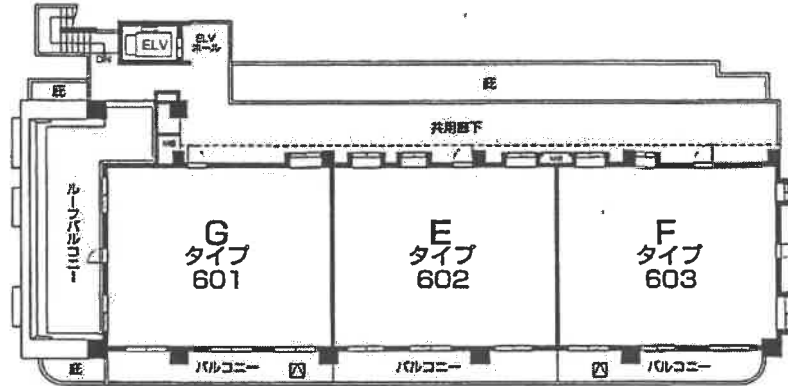 ELV
ELV
ホール
DN
庇
庇
共用廊下
MB
MB
ルーフバルコニー
G
タイプ
601
E
タイプ
602
F
タイプ
603
庇
バルコニー
バルコニー
バルコニー